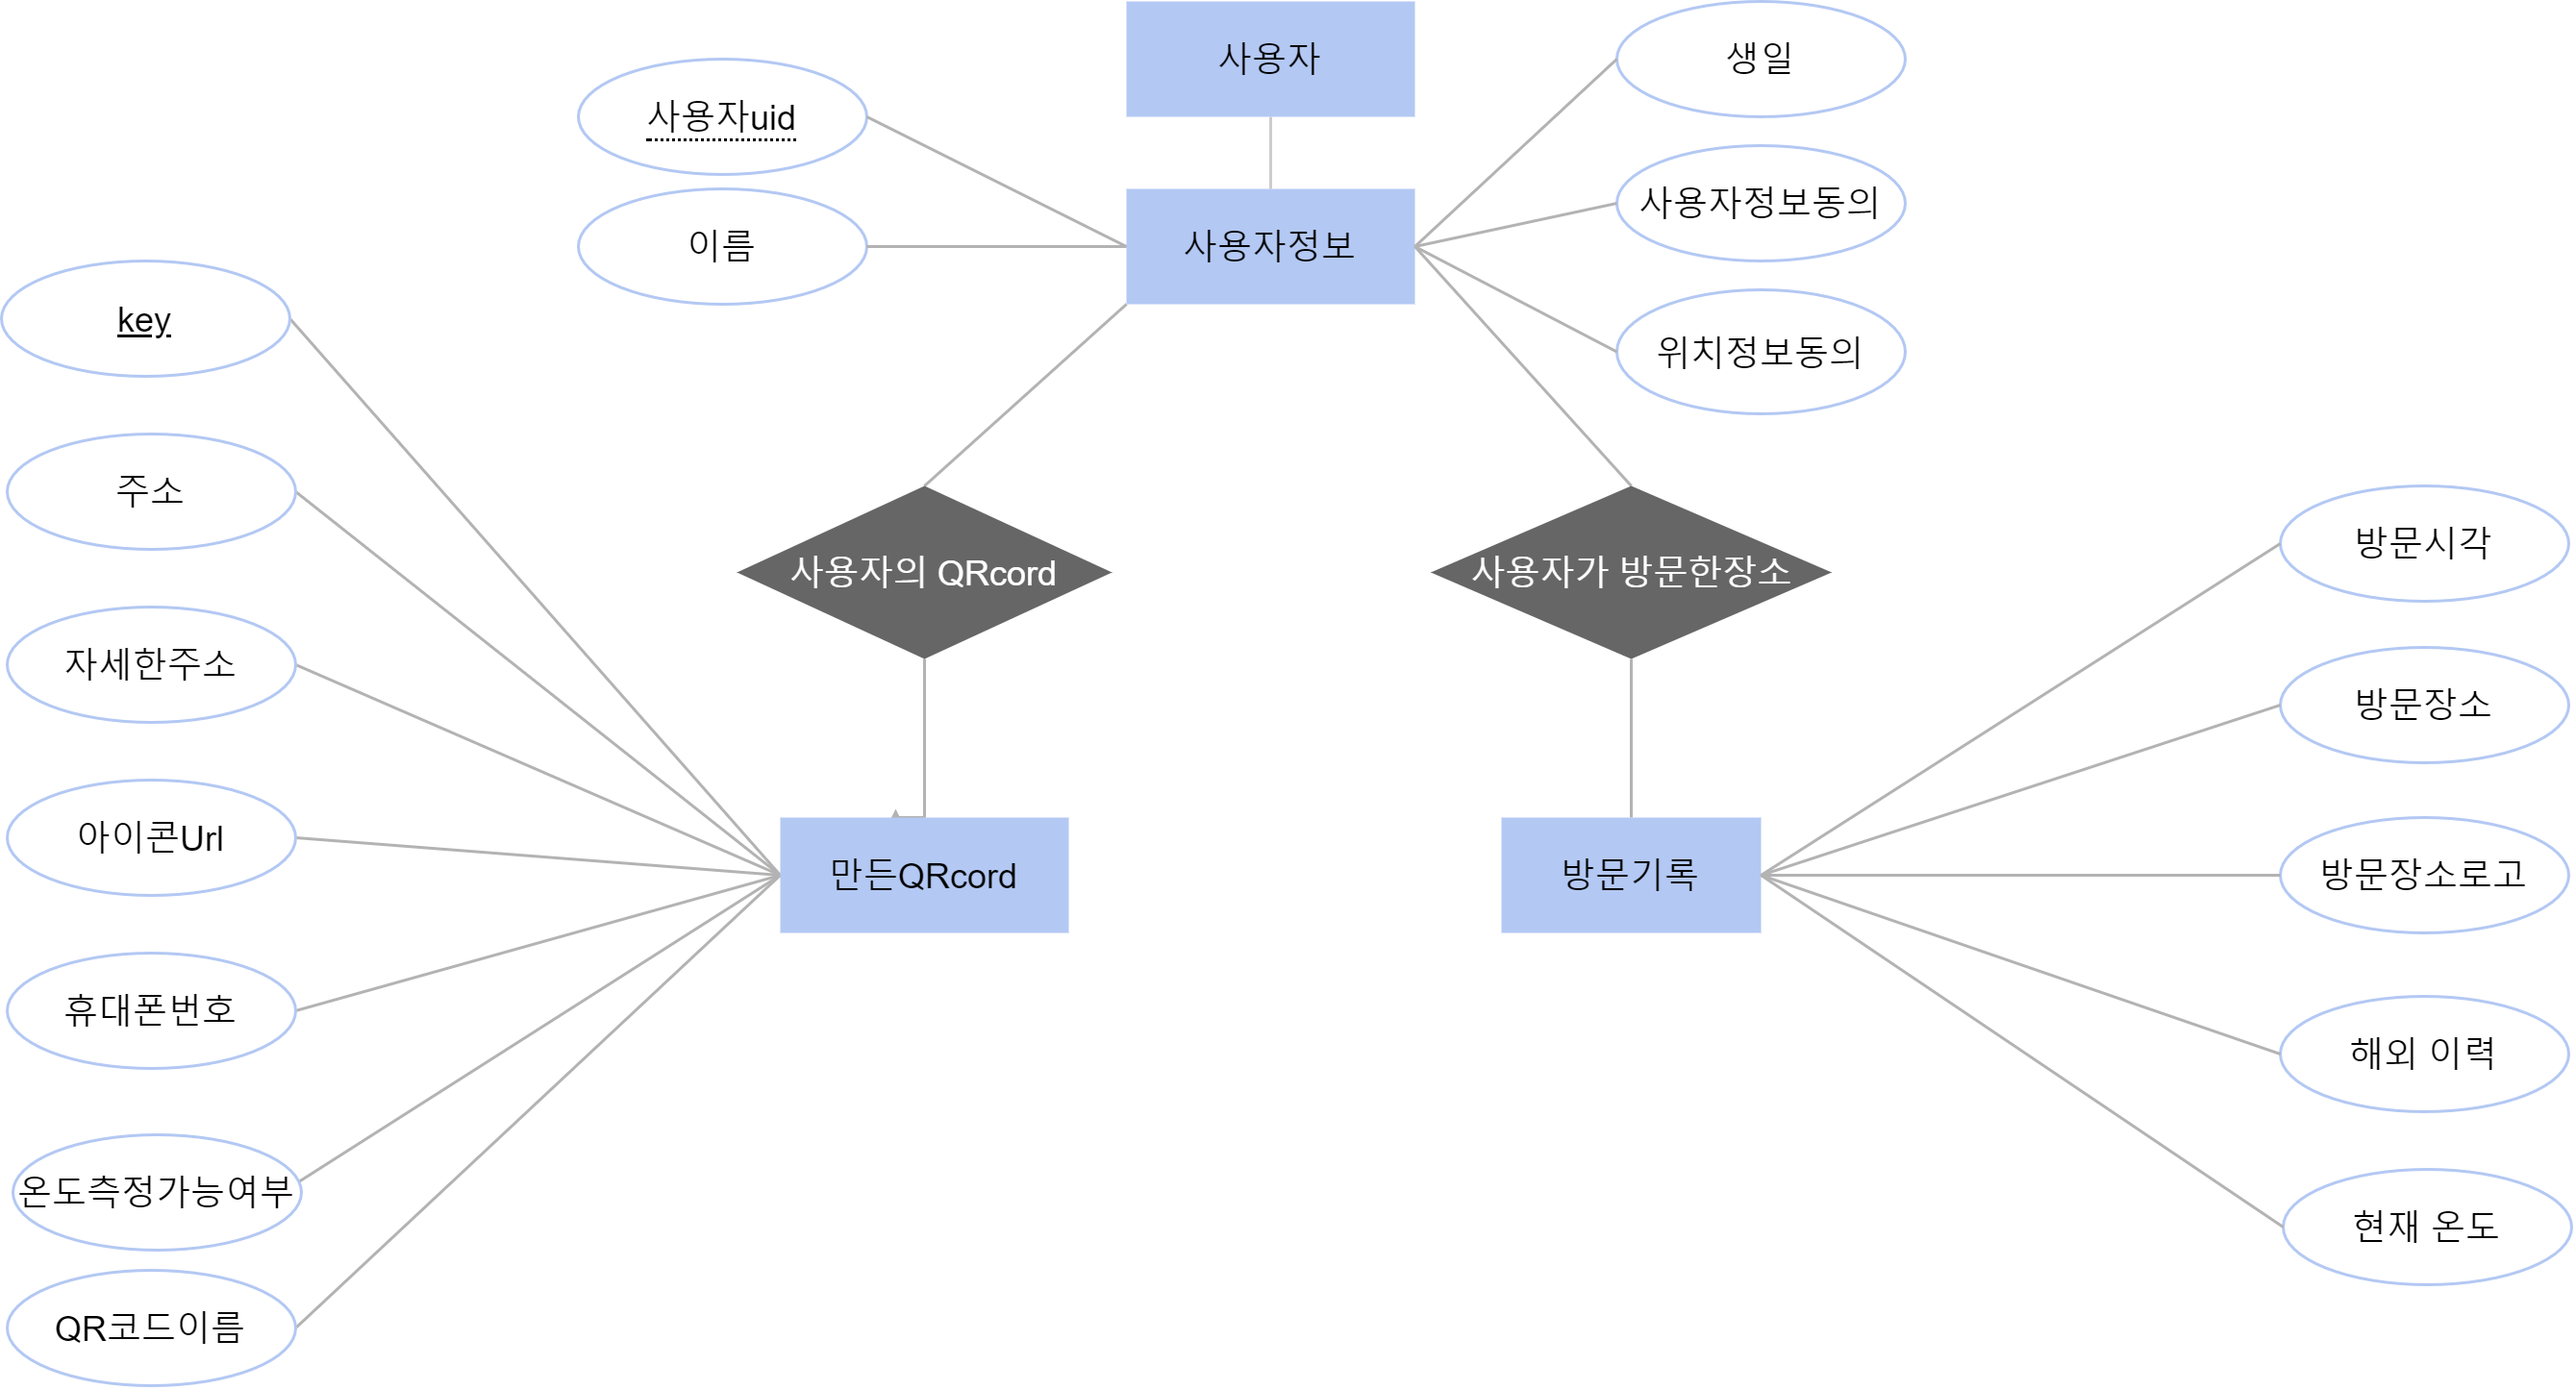 사용자
생일
사용자uid
사용자정보동의
이름
사용자정보
key
위치정보동의
주소
방문시각
사용자의 QRcord
사용자가 방문한장소
자세한주소
방문장소
아이콘Url
만든QRcord
방문기록
방문장소로고
휴대폰번호
해외 이력
온도측정가능여부
현재 온도
QR코드이름